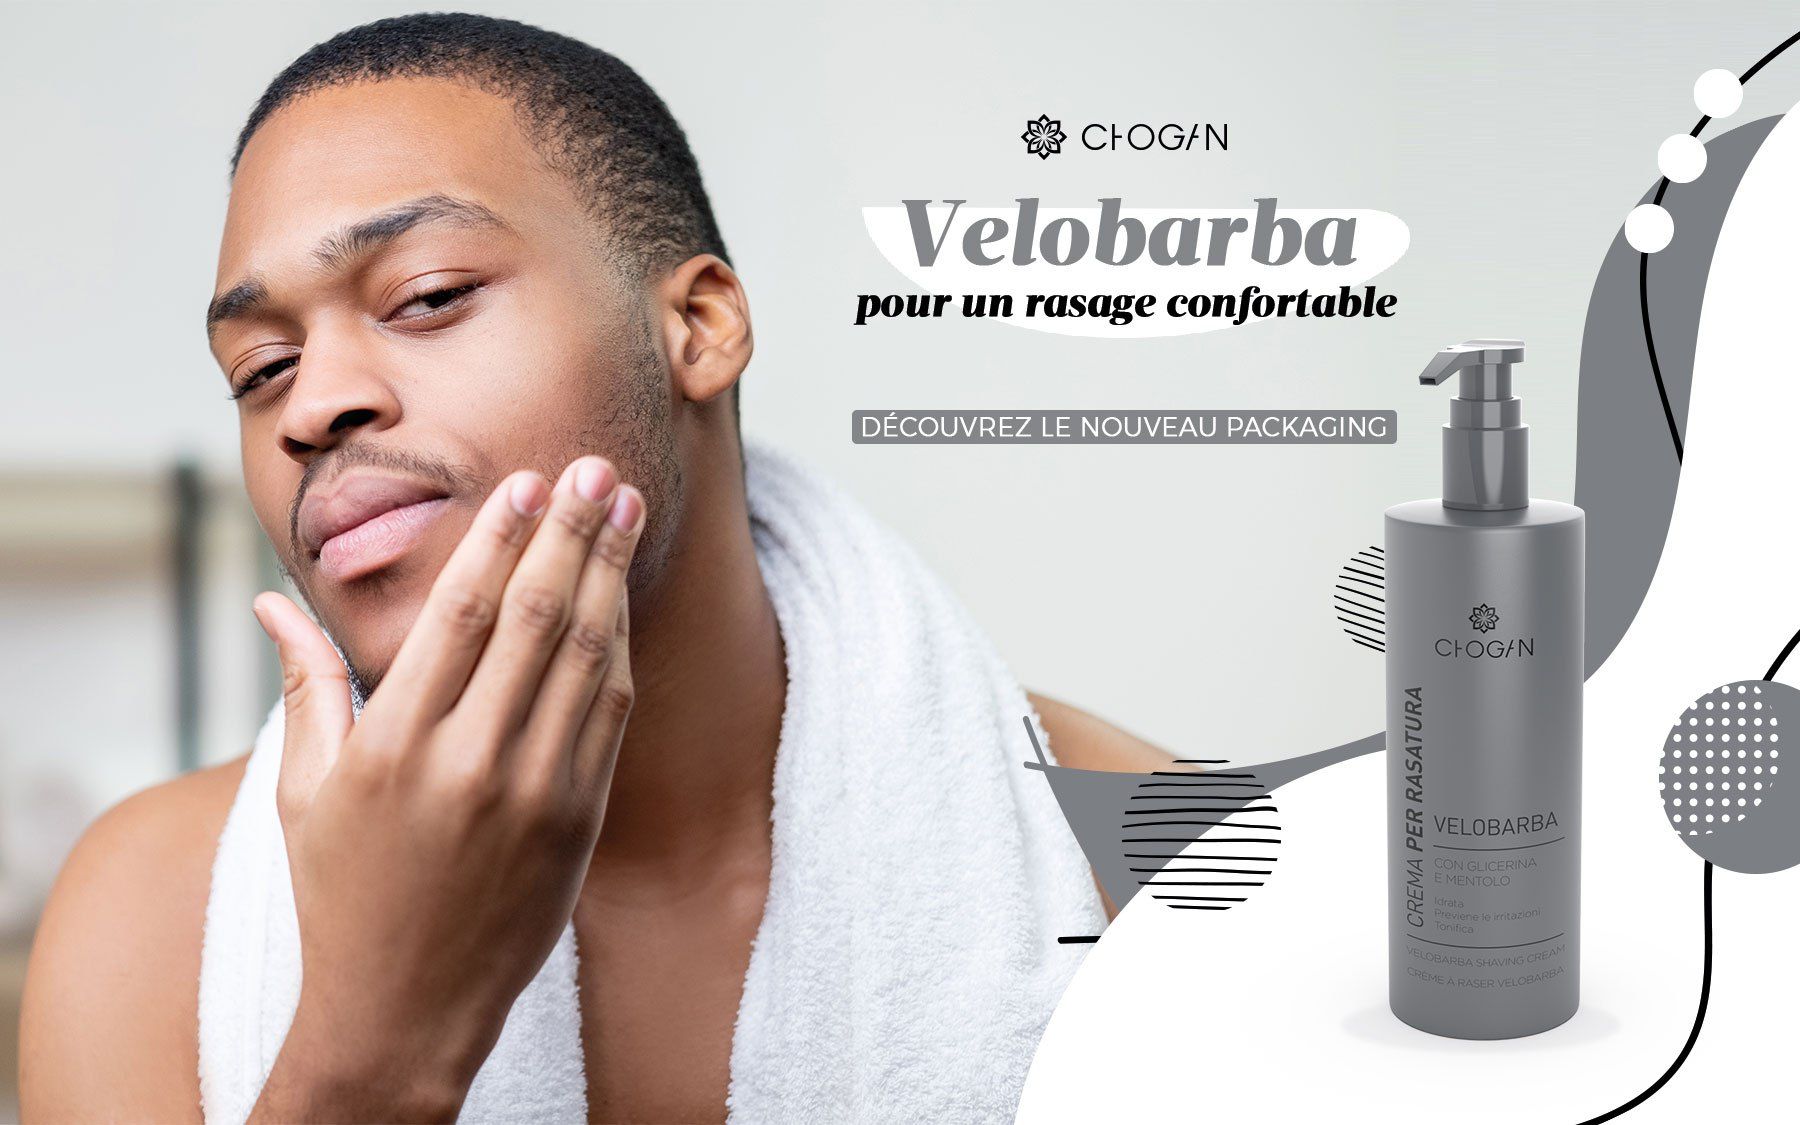 CHOGAN
Velobarba
pour un rasage confortable
DÉCOUVREZ LE NOUVEAU PACKAGING
CHOGAN
CREMA PER RASATURA
VELOBARBA
CON GLICERINA
E MENTOLO
Idrata
Previene le irritazioni
Tonifica
VELOBARBA SHAVING CREAM
CRÈME A RASER VELOBARBA